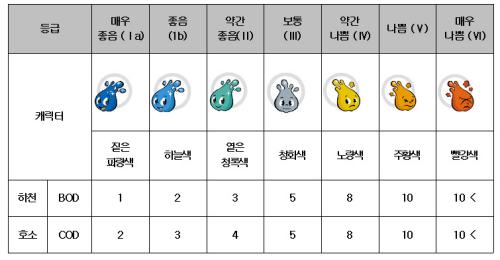 등급 매우 좋음 (Ia) 좋음 (1b) 약간 좋음(II) 보통 (III) 약간 나쁨 (IV) 나쁨 (V) 매우 나쁨 (VI)
캐릭터
짙은 파랑색 하늘색 옅은 청록색 청회색 노랑색 주황색 빨강색
하천 BOD 1 2 3 5 8 10 10 <
호소 COD 2 3 4 5 8 10 10 <